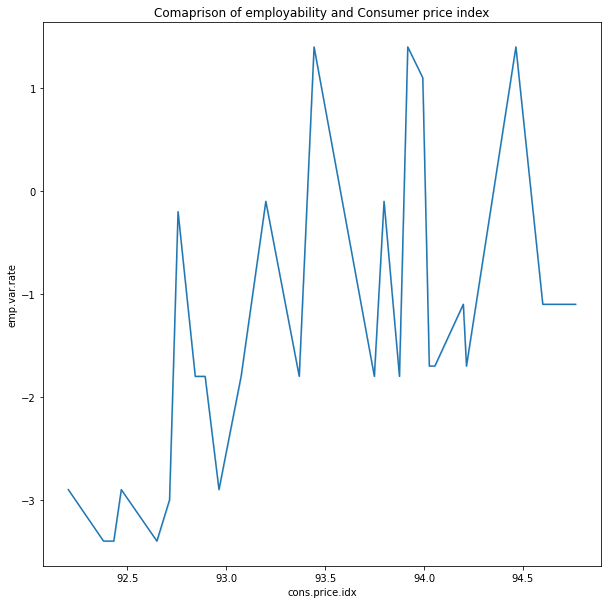 Comaprison of employability and Consumer price index
1
0
−1
−2
−3
emp.var.rate
92.5 93.0 93.5 94.0 94.5
cons.price.idx